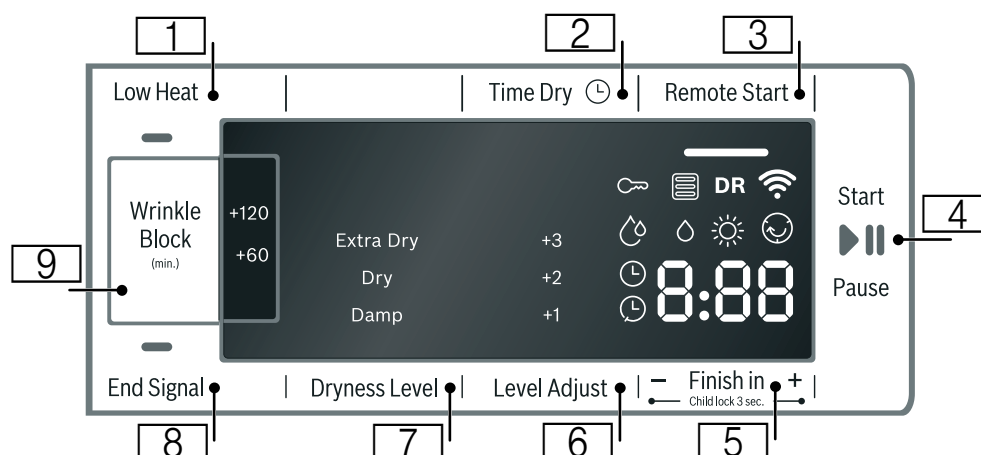 1
2
3
Low Heat
Time Dry
Remote Start
Wrinkle
Block
(min.)
+120
+60
Extra Dry +3
Dry +2
Damp +1
DR
8:88
Start
Pause
4
9
End Signal
Dryness Level
Level Adjust
− Finish in +
Child lock 3 sec.
8
7
6
5